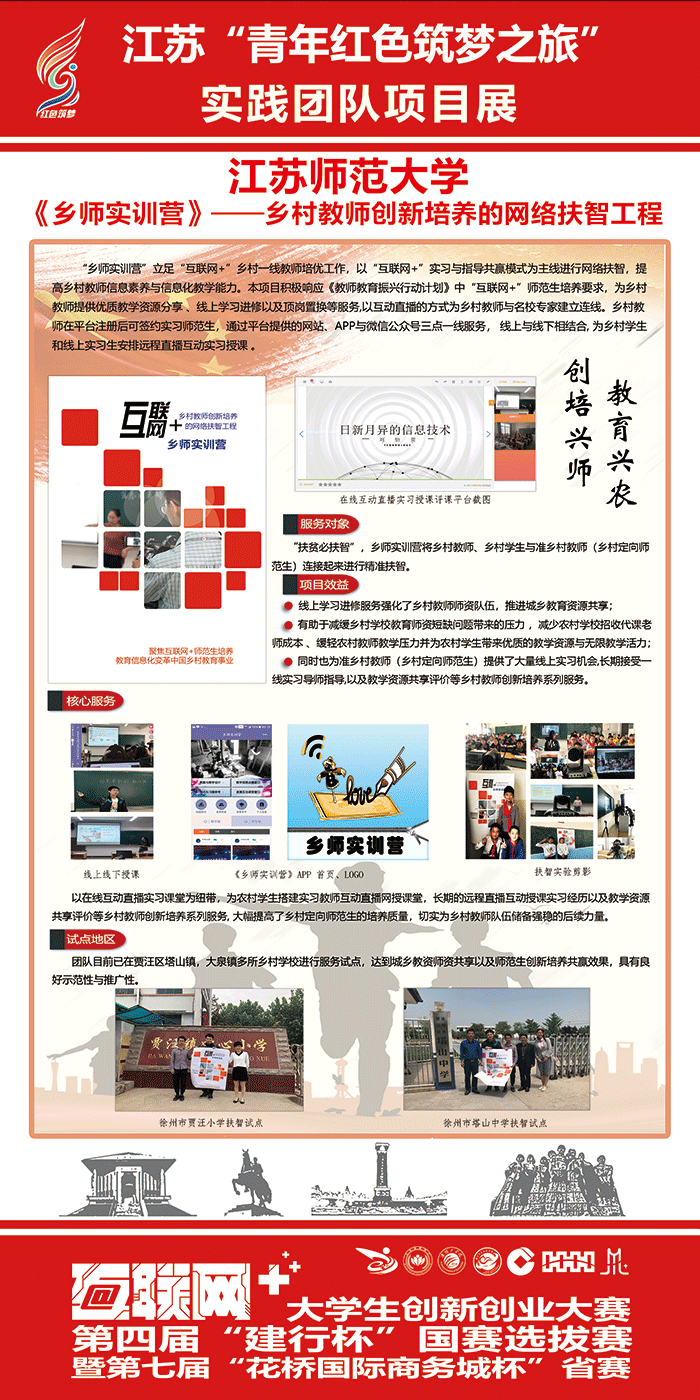 江苏“青年红色筑梦之旅”
红色筑梦
实践团队项目展
江苏师范大学
《乡师实训营》——乡村教师创新培养的网络扶智工程
“乡师实训营”立足“互联网+”乡村一线教师培优工作，以“互联网+”实习与指导共赢模式为主线进行网络扶智，提
高乡村教师信息素养与信息化教学能力。本项目积极响应《教师教育振兴行动计划》中“互联网+”师范生培养要求，为乡村
教师提供优质教学资源分享 、线上学习进修以及顶岗置换等服务,以互动直播的方式为乡村教师与名校专家建立连线。乡村教
师在平台注册后可签约实习师范生，通过平台提供的网站、APP与微信公众号三点一线服务， 线上与线下相结合, 为乡村学生
和线上实习生安排远程直播互动实习授课 。
创培兴师
教育兴农
互联网+
乡村教师创新培养
的网络扶智工程
乡师实训营
聚焦互联网+师范生培养
教育信息化变革中国乡村教育事业
日新月异的信息技术
在线互动直播实习授课评课平台截图
服务对象
“扶贫必扶智”，乡师实训营将乡村教师、乡村学生与准乡村教师（乡村定向师
范生）连接起来进行精准扶智。
项目效益
线上学习进修服务强化了乡村教师师资队伍，推进城乡教育资源共享；
有助于减缓乡村学校教育师资短缺问题带来的压力 ，减少农村学校招收代课老
师成本 、缓轻农村教师教学压力并为农村学生带来优质的教学资源与无限教学活力；
同时也为准乡村教师（乡村定向师范生）提供了大量线上实习机会,长期接受一
线实习导师指导,以及教学资源共享评价等乡村教师创新培养系列服务。
核心服务
love
乡师实训营
线上线下授课
《乡师实训营》APP 首页、LOGO
扶智实验剪影
以在线互动直播实习课堂为纽带，为农村学生搭建实习教师互动直播网授课堂，长期的远程直播互动授课实习经历以及教学资源
共享评价等乡村教师创新培养系列服务, 大幅提高了乡村定向师范生的培养质量，切实为乡村教师队伍储备强稳的后续力量。
试点地区
团队目前已在贾汪区塔山镇，大泉镇多所乡村学校进行服务试点，达到城乡教资师资共享以及师范生创新培养共赢效果，具有良
好示范性与推广性。
徐州市贾汪小学扶智试点
徐州市塔山中学扶智试点
互联网+
大学生创新创业大赛
第四届“建行杯”国赛选拔赛
暨第七届“花桥国际商务城杯”省赛